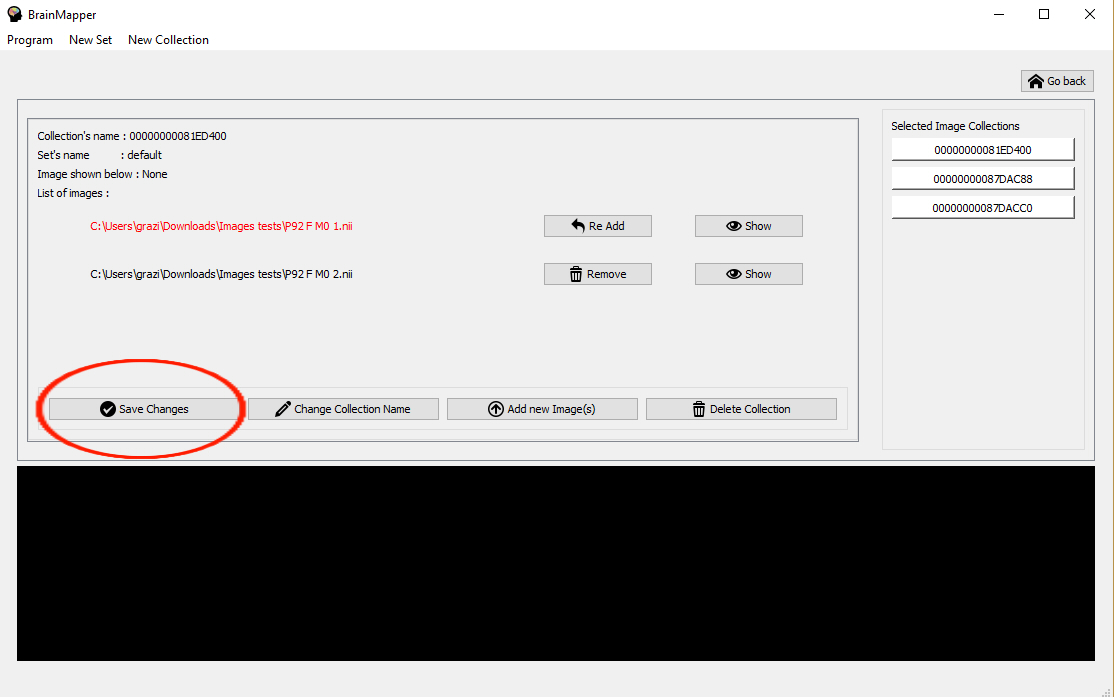 BrainMapper
Program New Set New Collection
Go back
Collection's name : 00000000081ED400
Set's name : default
Image shown below : None
List of images :
C:\Users\grazi\Downloads\Images tests\P92 F M0 1.nii Re Add Show
C:\Users\grazi\Downloads\Images tests\P92 F M0 2.nii Remove Show
Save Changes Change Collection Name Add new Image(s) Delete Collection
Selected Image Collections
00000000081ED400
00000000087DAC88
00000000087DACC0